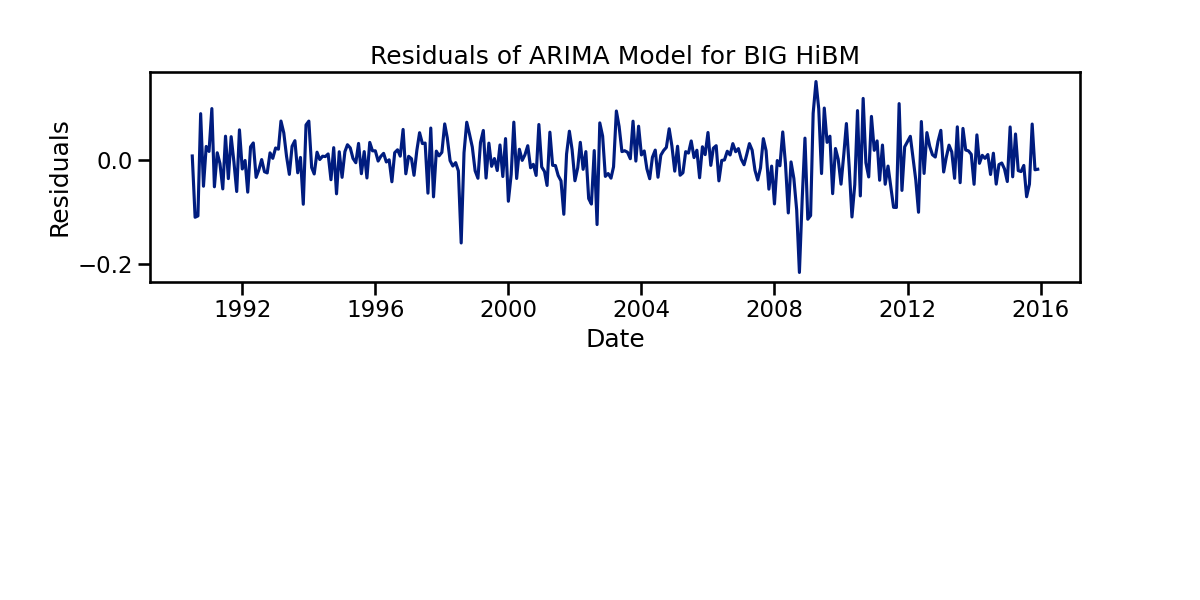 Residuals of ARIMA Model for BIG HiBM
Residuals
0.0
−0.2
1992 1996 2000 2004 2008 2012 2016
Date